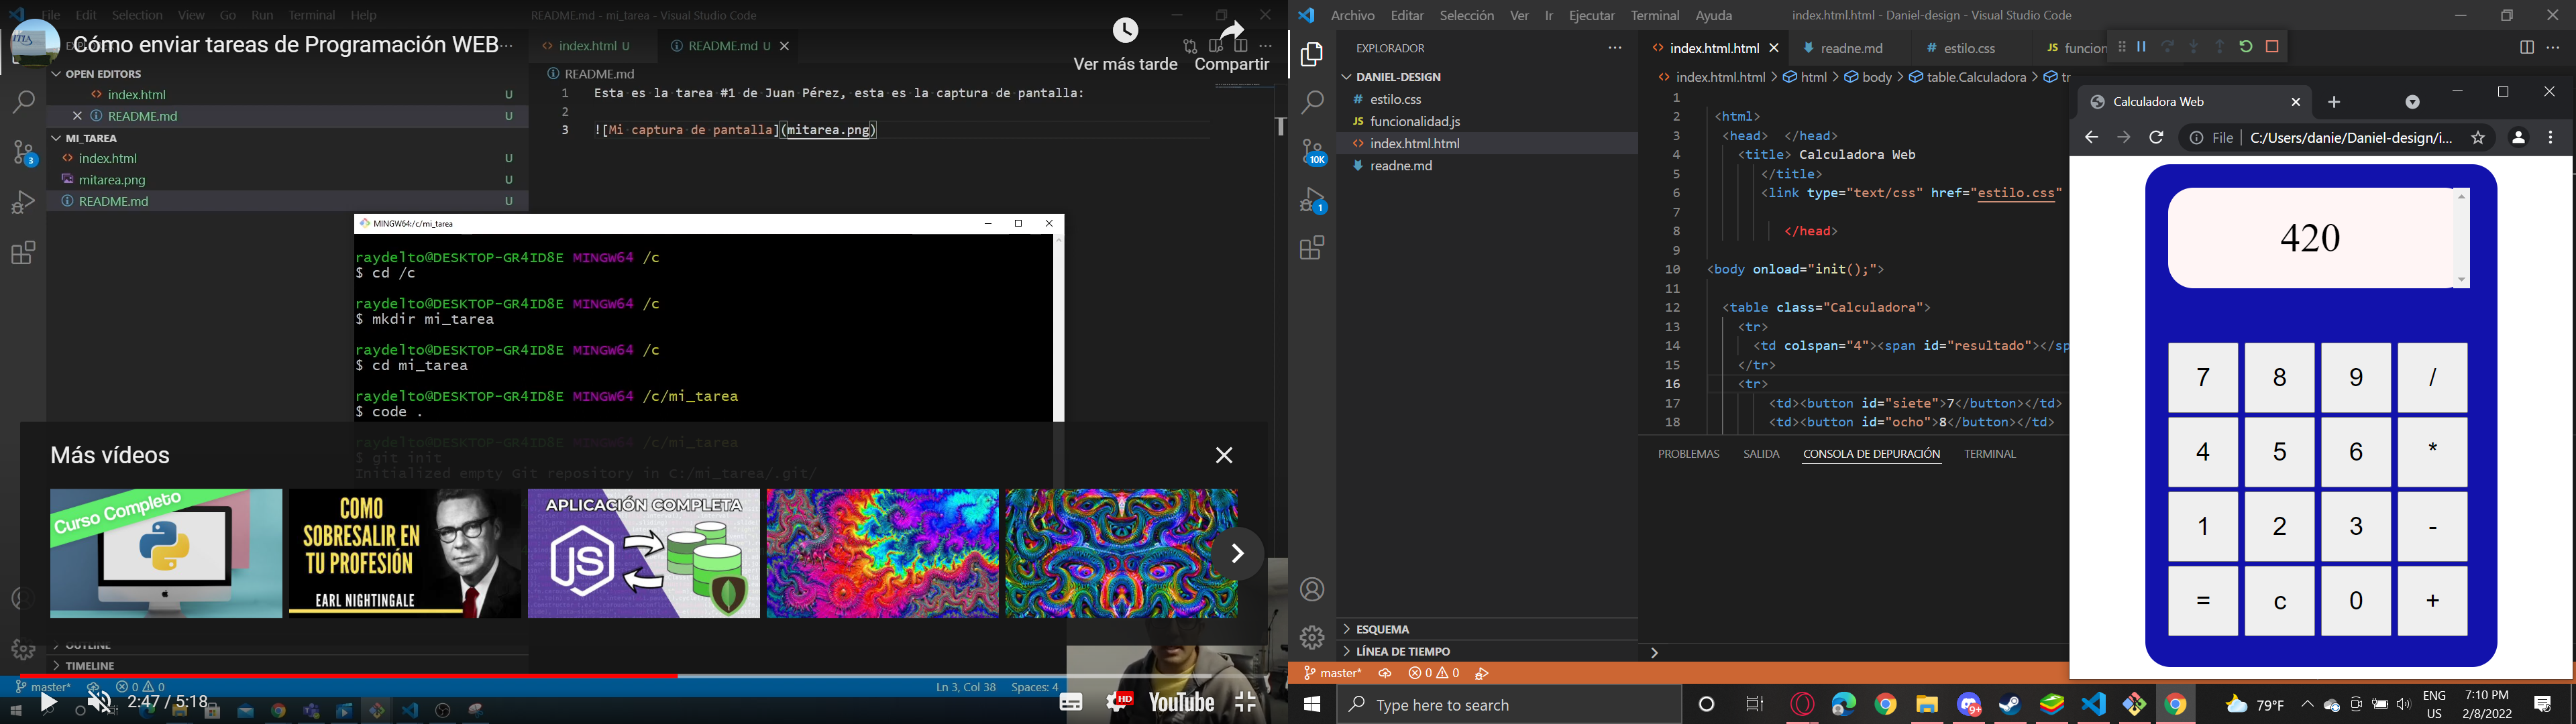 File Edit Selection View Go Run Terminal Help
README.md - mi_tarea - Visual Studio Code
Cómo enviar tareas de Programación WEB
Ver más tarde
Compartir
OPEN EDITORS
index.html U
README.md U
MI_TAREA
index.html U
mitarea.png U
README.md U
3
index.html U
README.md U
README.md
1 Esta es la tarea #1 de Juan Pérez, esta es la captura de pantalla:
2
3 ![Mi captura de pantalla](mitarea.png)
MINGW64:/c/mi_tarea
raydelto@DESKTOP-GR4ID8E MINGW64 /c
$ cd /c
raydelto@DESKTOP-GR4ID8E MINGW64 /c
$ mkdir mi_tarea
raydelto@DESKTOP-GR4ID8E MINGW64 /c
$ cd mi_tarea
raydelto@DESKTOP-GR4ID8E MINGW64 /c/mi_tarea
$ code .
raydelto@DESKTOP-GR4ID8E MINGW64 /c/mi_tarea
$ git init
Initialized empty Git repository in C:/mi_tarea/.git/
Más vídeos
Curso Completo
COMO
SOBRESALIR EN
TU PROFESIÓN
EARL NIGHTINGALE
APLICACIÓN COMPLETA
JS
OUTLINE
TIMELINE
master* 0 0
Ln 3, Col 38 Spaces: 4
2:47 / 5:18
HD
YouTube
Archivo Editar Selección Ver Ir Ejecutar Terminal Ayuda
index.html.html - Daniel-design - Visual Studio Code
EXPLORADOR
DANIEL-DESIGN
# estilo.css
JS funcionalidad.js
index.html.html
readne.md
10K
1
index.html.html
readne.md
# estilo.css
JS funcion
index.html.html > html > body > table.Calculadora > tr
1
2 <html>
3 <head> </head>
4 <title> Calculadora Web
5 </title>
6 <link type="text/css" href="estilo.css"
7
8 </head>
9
10 <body onload="init();">
11
12 <table class="Calculadora">
13 <tr>
14 <td colspan="4"><span id="resultado"></sp
15 </tr>
16 <tr>
17 <td><button id="siete">7</button></td>
18 <td><button id="ocho">8</button></td>
PROBLEMAS SALIDA CONSOLA DE DEPURACIÓN TERMINAL
ESQUEMA
LÍNEA DE TIEMPO
master* 0 0
Calculadora Web
File C:/Users/danie/Daniel-design/i...
420
7 8 9 /
4 5 6 *
1 2 3 -
= c 0 +
Type here to search
9+
79°F
ENG
US
7:10 PM
2/8/2022